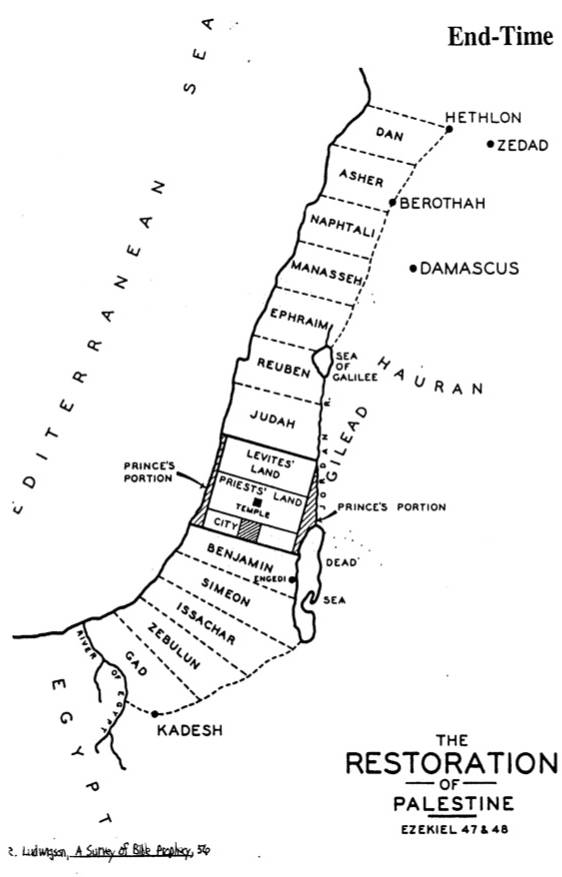 End-Time
SEA
EDITERRANEAN
HETHLON
ZEDAD
DAN
ASHER
BEROTHAH
NAPHTALI
MANASSEH
DAMASCUS
EPHRAIM
SEA
OF
GALILEE
HAURAN
REUBEN
JUDAH
JORDAN R.
GILEAD
LEVITES'
LAND
PRINCE'S
PORTION
PRIESTS' LAND
TEMPLE
PRINCE'S PORTION
CITY
BENJAMIN
ENGEDI
DEAD
SEA
SIMEON
ISSACHAR
ZEBULUN
GAD
RIVER
OF
EGYPT
EGYPT
KADESH
THE
RESTORATION
OF
PALESTINE
EZEKIEL 47 & 48
Ludwigson, A Survey of Bible Prophecy, 56